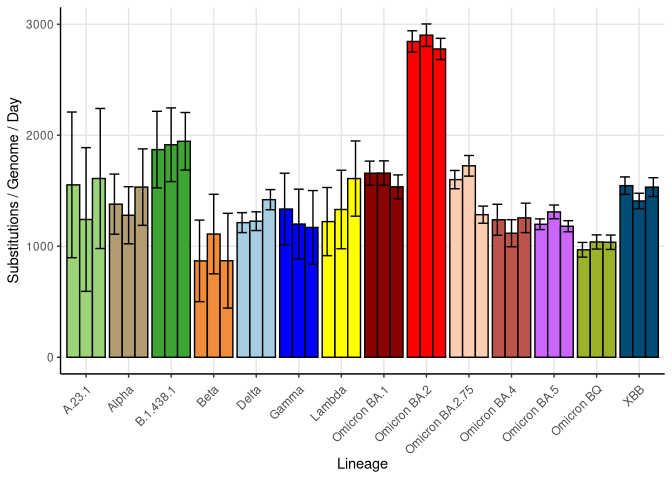 Substitutions / Genome / Day
3000
2000
1000
0
A.23.1
Alpha
B.1.438.1
Beta
Delta
Gamma
Lambda
Omicron BA.1
Omicron BA.2
Omicron BA.2.75
Omicron BA.4
Omicron BA.5
Omicron BQ
XBB
Lineage